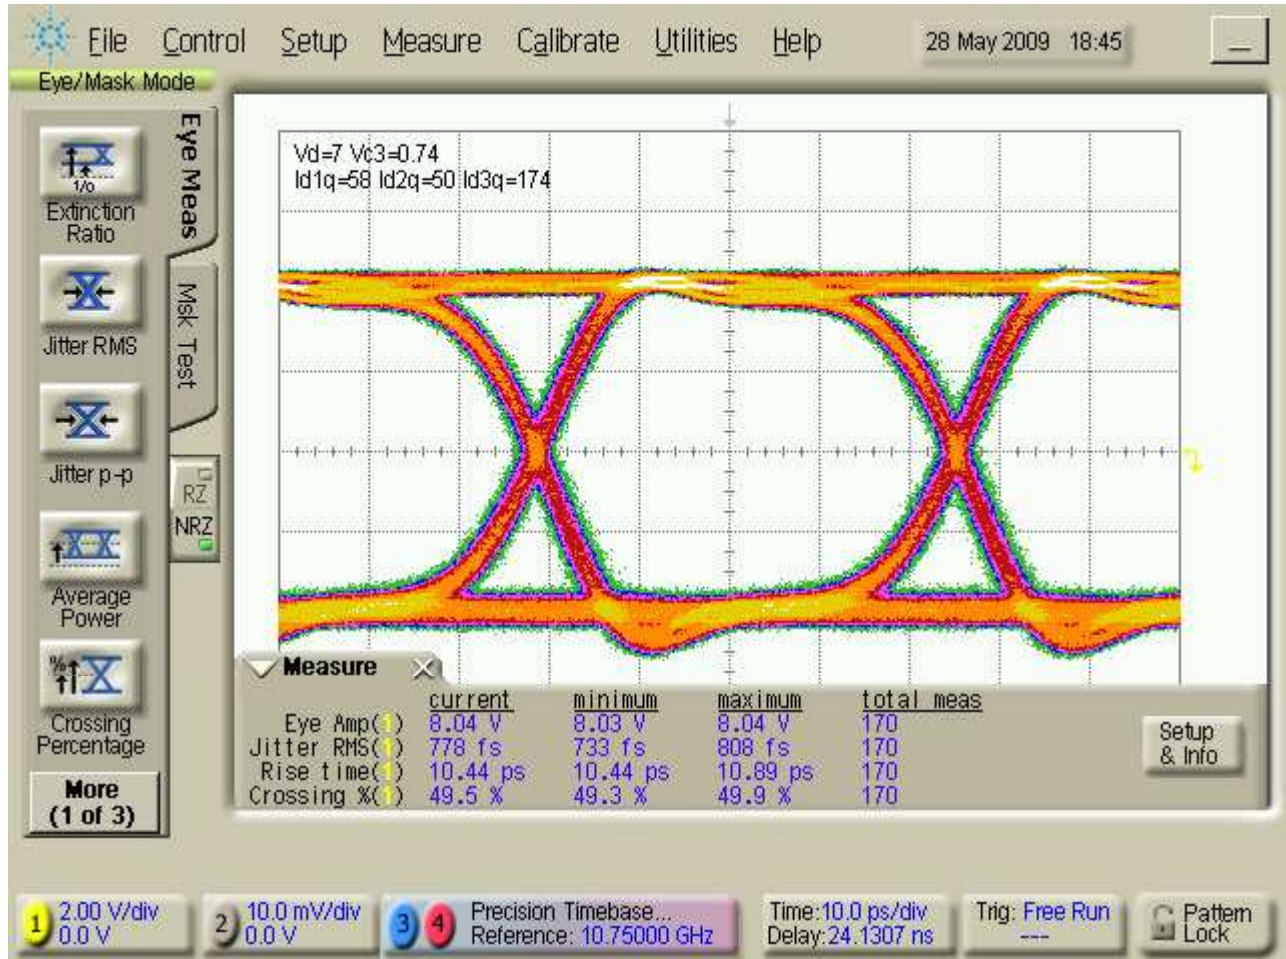 File Control Setup Measure Calibrate Utilities Help 28 May 2009 18:45
Eye/Mask Mode
Eye Meas
Msk Test
1/0
Extinction
Ratio
Jitter RMS
Jitter p-p
RZ
NRZ
Average
Power
%
Crossing
Percentage
More
(1 of 3)
Vd=7 Vc3=0.74
Id1q=58 Id2q=50 Id3q=174
Measure
current minimum maximum total meas
Eye Amp(1) 8.04 V 8.03 V 8.04 V 170
Jitter RMS(1) 778 fs 733 fs 808 fs 170
Rise time(1) 10.44 ps 10.44 ps 10.89 ps 170
Crossing %(1) 49.5 % 49.3 % 49.9 % 170
Setup
& Info
1 2.00 V/div
0.0 V
2 10.0 mV/div
0.0 V
3 4 Precision Timebase...
Reference: 10.75000 GHz
Time:10.0 ps/div
Delay:24.1307 ns
Trig: Free Run
---
Pattern
Lock